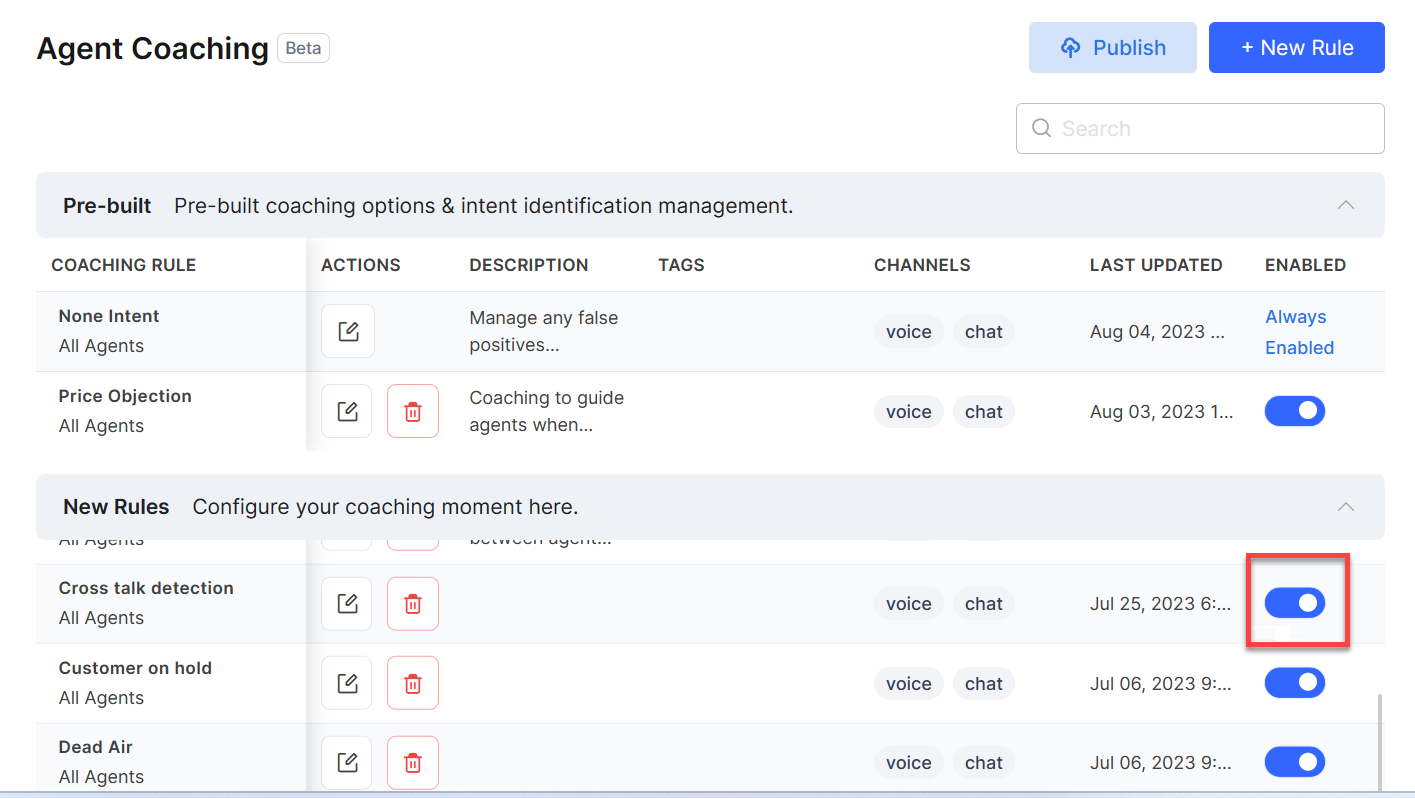 Agent Coaching Beta
Publish
+ New Rule
Search
Pre-built Pre-built coaching options & intent identification management.
COACHING RULE ACTIONS DESCRIPTION TAGS CHANNELS LAST UPDATED ENABLED
None Intent
All Agents
Manage any false
positives...
voice chat
Aug 04, 2023 ...
Always
Enabled
Price Objection
All Agents
Coaching to guide
agents when...
voice chat
Aug 03, 2023 1...
New Rules Configure your coaching moment here.
All Agents
between agent...
Cross talk detection
All Agents
voice chat
Jul 25, 2023 6:...
Customer on hold
All Agents
voice chat
Jul 06, 2023 9:...
Dead Air
All Agents
voice chat
Jul 06, 2023 9:...